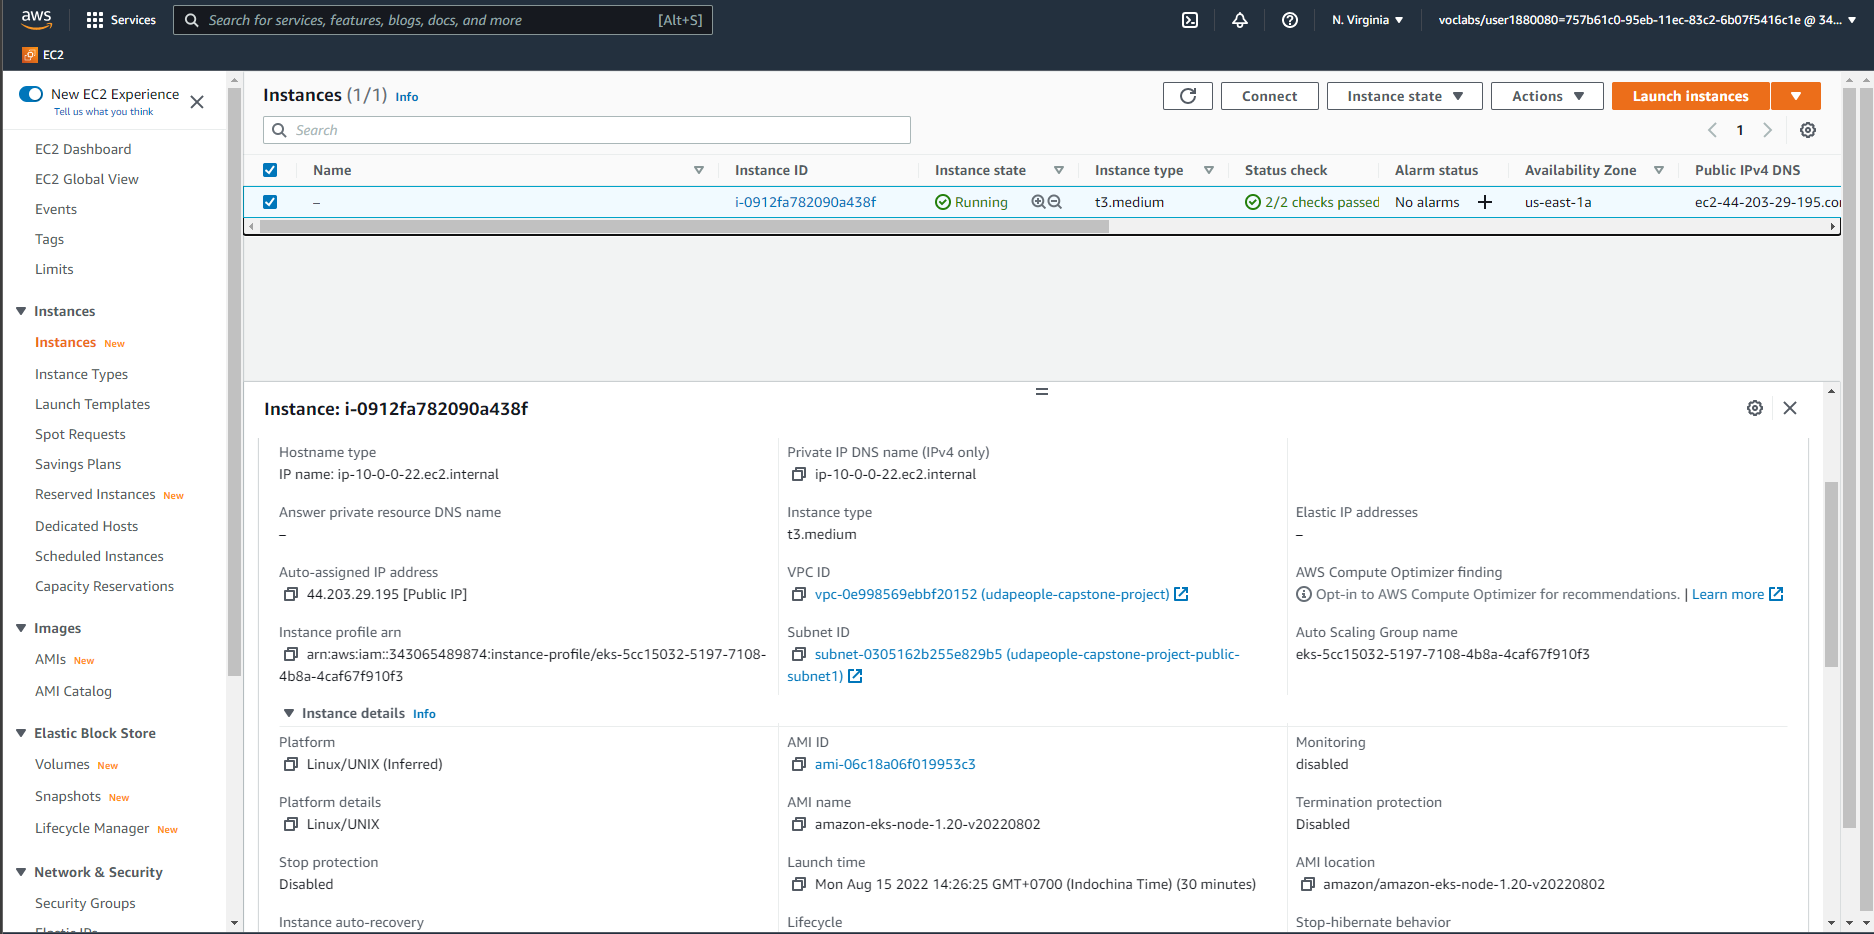 aws
Services
Search for services, features, blogs, docs, and more
[Alt+S]
N. Virginia
voclabs/user1880080=757b61c0-95eb-11ec-83c2-6b07f5416c1e @ 34...
EC2
New EC2 Experience
Tell us what you think
EC2 Dashboard
EC2 Global View
Events
Tags
Limits
Instances
Instances New
Instance Types
Launch Templates
Spot Requests
Savings Plans
Reserved Instances New
Dedicated Hosts
Scheduled Instances
Capacity Reservations
Images
AMIs New
AMI Catalog
Elastic Block Store
Volumes New
Snapshots New
Lifecycle Manager New
Network & Security
Security Groups
Elastic IPs
Instances (1/1) Info
Connect
Instance state
Actions
Launch instances
Search
1
Name Instance ID Instance state Instance type Status check Alarm status Availability Zone Public IPv4 DNS
– i-0912fa782090a438f Running t3.medium 2/2 checks passed No alarms + us-east-1a ec2-44-203-29-195.co
Instance: i-0912fa782090a438f
Hostname type
IP name: ip-10-0-0-22.ec2.internal
Private IP DNS name (IPv4 only)
ip-10-0-0-22.ec2.internal
Answer private resource DNS name
–
Instance type
t3.medium
Elastic IP addresses
–
Auto-assigned IP address
44.203.29.195 [Public IP]
VPC ID
vpc-0e998569ebbf20152 (udapeople-capstone-project)
AWS Compute Optimizer finding
Opt-in to AWS Compute Optimizer for recommendations. | Learn more
Instance profile arn
arn:aws:iam::343065489874:instance-profile/eks-5cc15032-5197-7108-
4b8a-4caf67f910f3
Subnet ID
subnet-0305162b255e829b5 (udapeople-capstone-project-public-
subnet1)
Auto Scaling Group name
eks-5cc15032-5197-7108-4b8a-4caf67f910f3
Instance details Info
Platform
Linux/UNIX (Inferred)
AMI ID
ami-06c18a06f019953c3
Monitoring
disabled
Platform details
Linux/UNIX
AMI name
amazon-eks-node-1.20-v20220802
Termination protection
Disabled
Stop protection
Disabled
Launch time
Mon Aug 15 2022 14:26:25 GMT+0700 (Indochina Time) (30 minutes)
AMI location
amazon/amazon-eks-node-1.20-v20220802
Instance auto-recovery
Lifecycle
Stop-hibernate behavior